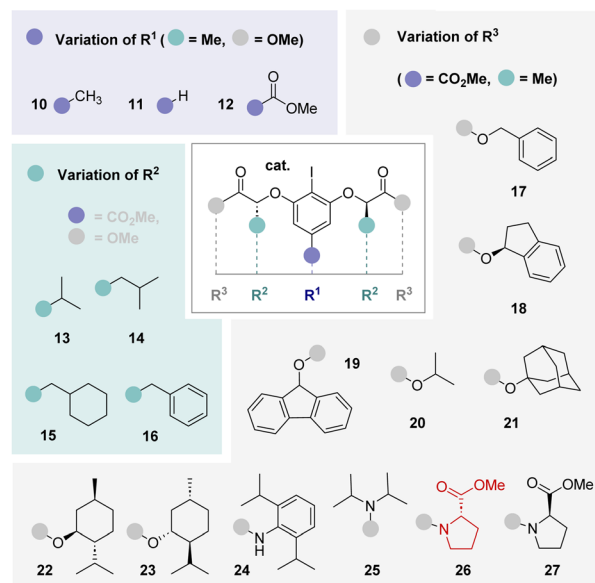 Variation of R¹ ( = Me, = OMe)
10 CH₃
11 H
12 O OMe
Variation of R³
( = CO₂Me, = Me)
O
17
O
18
Variation of R²
= CO₂Me,
= OMe
13
14
15
16
cat.
O O I O O
R³ R² R¹ R² R³
O 19
O
20
O
21
O
22
O
23
NH
24
N
25
O OMe
N
26
O OMe
N
27